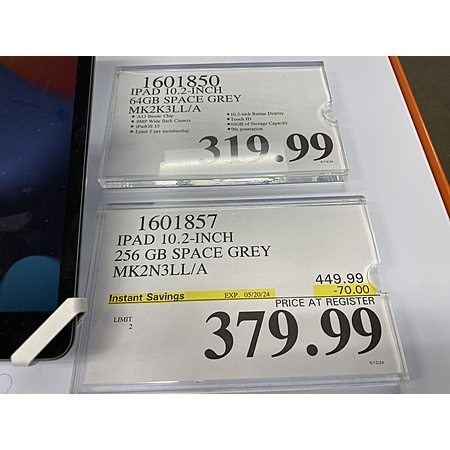 1601850
IPAD 10.2-INCH
64GB SPACE GREY
MK2K3LL/A
• A13 Bionic Chip
• 8MP Wide Back Camera
• iPadOS 15
• Limit 2 per membership
• 10.2-inch Retina Display
• Touch ID
• 64GB of Storage Capacity
• 9th generation
319.99
1601857
IPAD 10.2-INCH
256 GB SPACE GREY
MK2N3LL/A
449.99
Instant Savings EXP. 05/20/24 -70.00
PRICE AT REGISTER
LIMIT
2
379.99
5/12/24